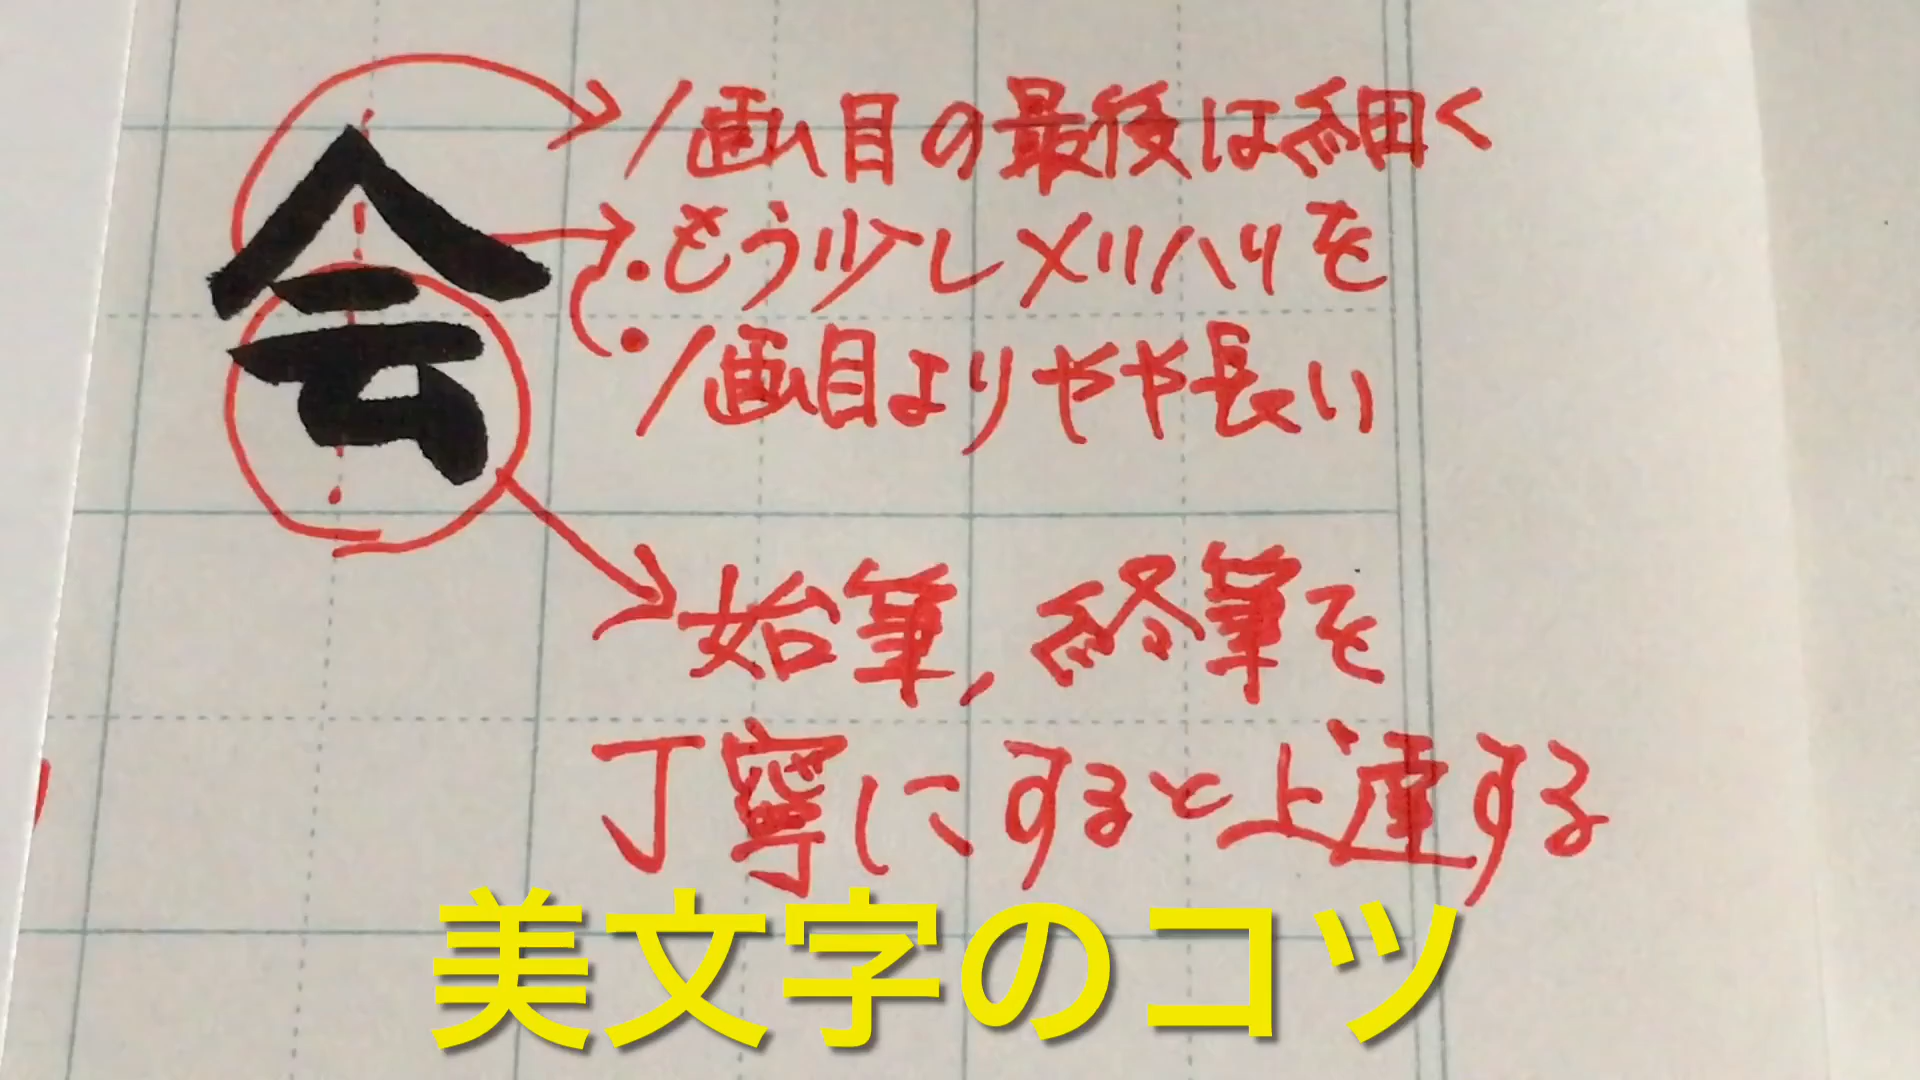 会
1画目の最後は細く
・もう少しメリハリを
・1画目よりやや長い
始筆,終筆を
丁寧にすると上達する
美文字のコツ